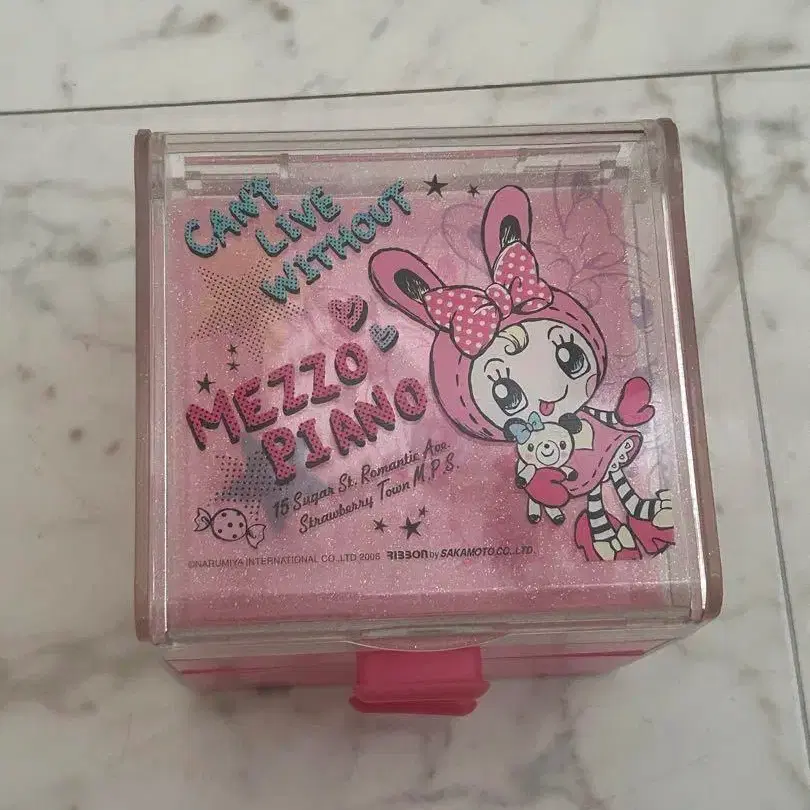 CAN'T
LIVE
WITHOUT
MEZZO
PIANO
15 Sugar St. Romantic Ave.
Strawberry Town M.P.S.
©NARUMIYA INTERNATIONAL CO.,LTD 2006 RIBBON by SAKAMOTO CO.,LTD.